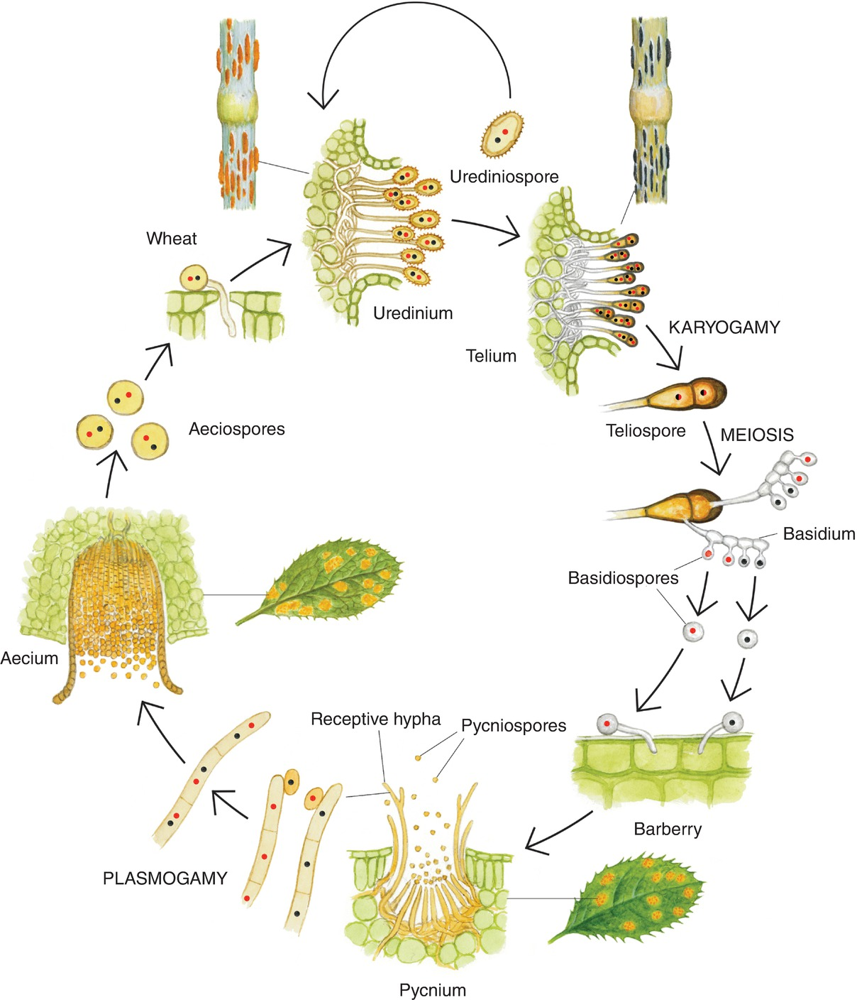 Urediniospore
Wheat
Uredinium
KARYOGAMY
Telium
Aeciospores
Teliospore
MEIOSIS
Basidium
Basidiospores
Aecium
Receptive hypha
Pycniospores
Barberry
PLASMOGAMY
Pycnium